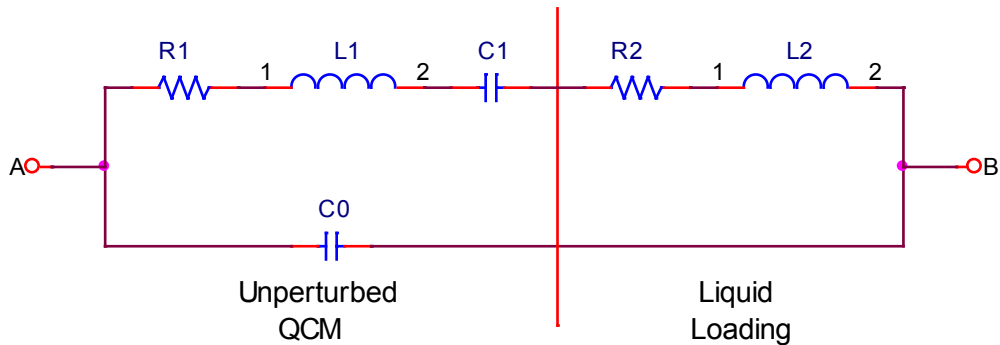 R1 L1 C1 R2 L2
1 2 1 2
A B
C0
Unperturbed Liquid
QCM Loading